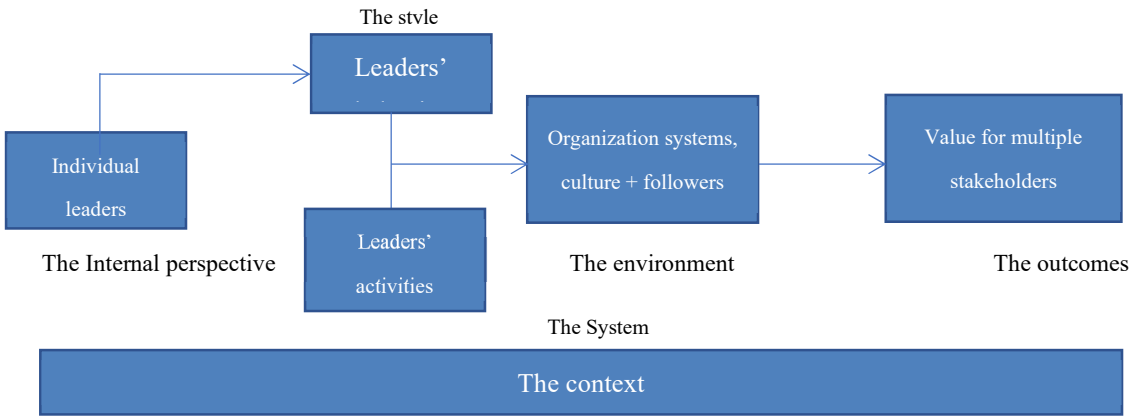 The style
Leaders’
Individual
leaders
Organization systems,
culture + followers
Value for multiple
stakeholders
Leaders’
activities
The Internal perspective
The environment
The outcomes
The System
The context